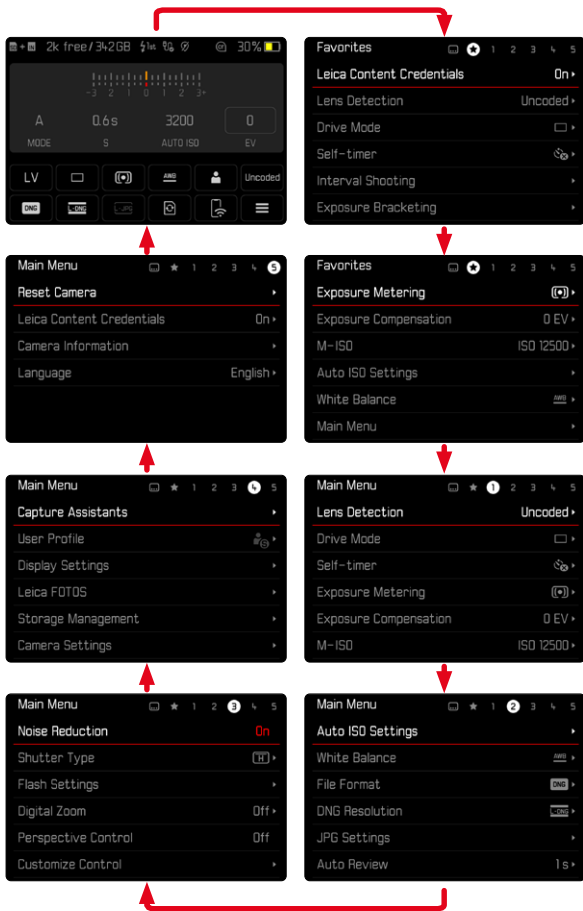 2k free/342GB 1st 30%
-3 2 1 0 1 2 3+
A 0.6s 3200 0
MODE S AUTO ISO EV
LV AWB Uncoded
DNG L-DNG L-JPG
Favorites 1 2 3 4 5
Leica Content Credentials On
Lens Detection Uncoded
Drive Mode
Self-timer
Interval Shooting
Exposure Bracketing
Main Menu 1 2 3 4 5
Reset Camera
Leica Content Credentials On
Camera Information
Language English
Favorites 1 2 3 4 5
Exposure Metering
Exposure Compensation 0 EV
M-ISO ISO 12500
Auto ISO Settings
White Balance AWB
Main Menu
Main Menu 1 2 3 4 5
Capture Assistants
User Profile
Display Settings
Leica FOTOS
Storage Management
Camera Settings
Main Menu 1 2 3 4 5
Lens Detection Uncoded
Drive Mode
Self-timer
Exposure Metering
Exposure Compensation 0 EV
M-ISO ISO 12500
Main Menu 1 2 3 4 5
Noise Reduction On
Shutter Type H
Flash Settings
Digital Zoom Off
Perspective Control Off
Customize Control
Main Menu 1 2 3 4 5
Auto ISO Settings
White Balance AWB
File Format DNG
DNG Resolution L-DNG
JPG Settings
Auto Review 1 s